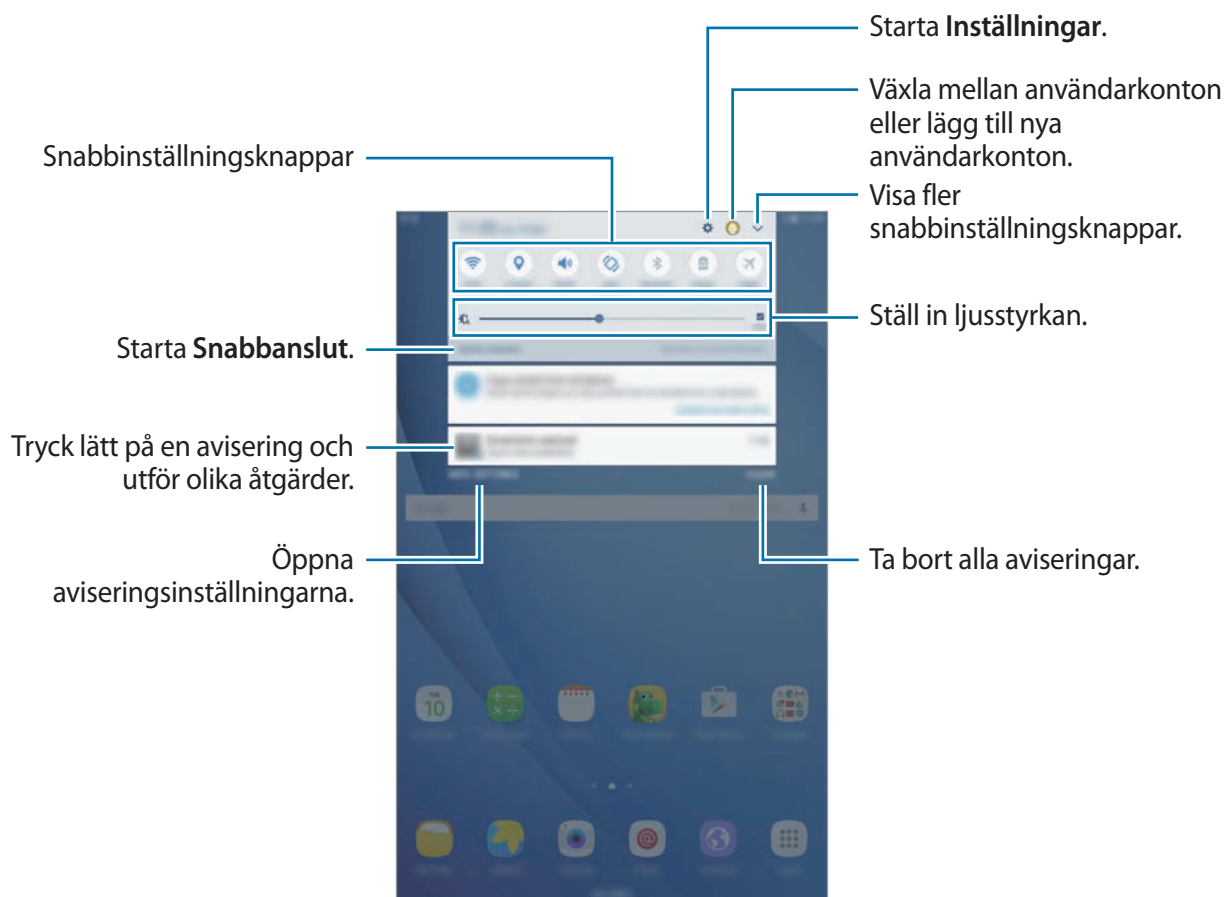 Starta Inställningar.
Växla mellan användarkonton
eller lägg till nya
användarkonton.
Snabbinställningsknappar
Visa fler
snabbinställningsknappar.
Ställ in ljusstyrkan.
Starta Snabbanslut.
Tryck lätt på en avisering och
utför olika åtgärder.
Öppna
aviseringsinställningarna.
Ta bort alla aviseringar.
10